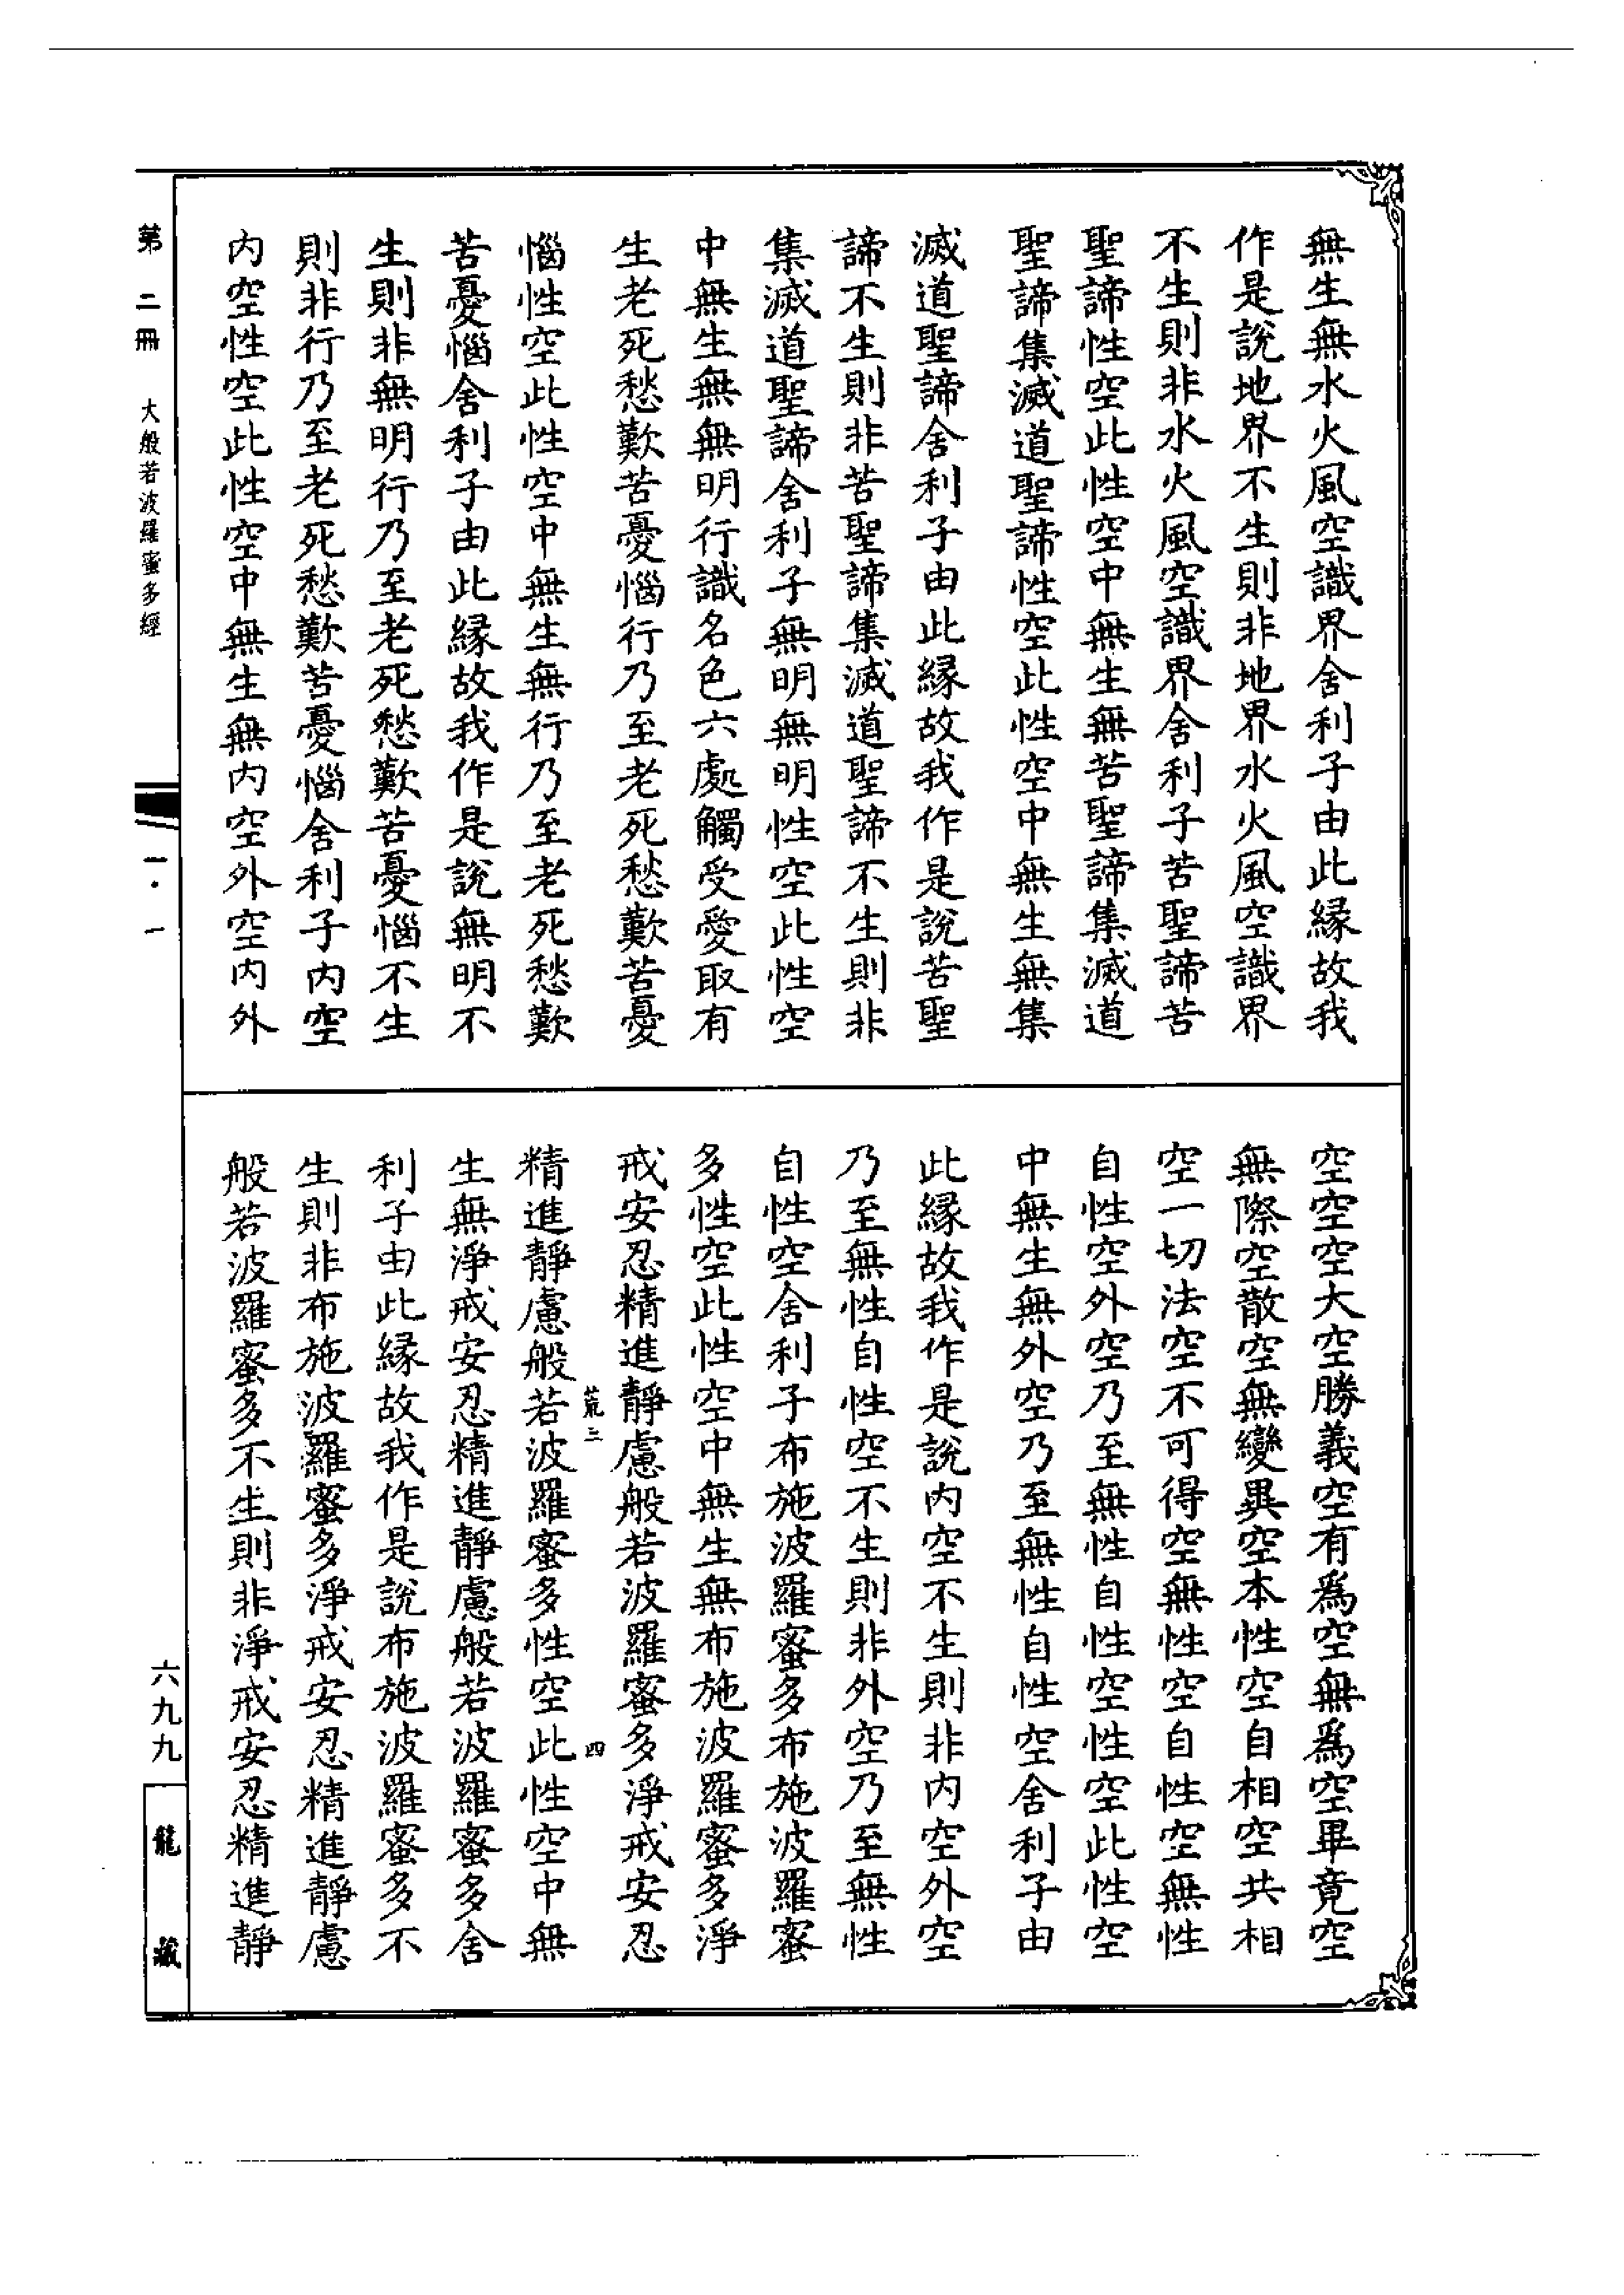 無生無水火風空識界舍利子由此緣故我
作是說地界不生則非地界水火風空識界
不生則非水火風空識界舍利子苦聖諦苦
聖諦性空此性空中無生無苦聖諦集滅道
聖諦集滅道聖諦性空此性空中無生無集
滅道聖諦舍利子由此緣故我作是說苦聖
諦不生則非苦聖諦集滅道聖諦不生則非
集滅道聖諦舍利子無明無明性空此性空
中無生無無明行識名色六處觸受愛取有
生老死愁歎苦憂惱行乃至老死愁歎苦憂
惱性空此性空中無生無行乃至老死愁歎
苦憂惱舍利子由此緣故我作是說無明不
生則非無明行乃至老死愁歎苦憂惱不生
則非行乃至老死愁歎苦憂惱舍利子內空
內空性空此性空中無生無內空外空內外
空空空大空勝義空有爲空無爲空畢竟空
無際空散空無變異空本性空自相空共相
空一切法空不可得空無性空自性空無性
自性空外空乃至無性自性空性空此性空
中無生無外空乃至無性自性空舍利子由
此緣故我作是說內空不生則非內空外空
乃至無性自性空不生則非外空乃至無性
自性空舍利子布施波羅蜜多布施波羅蜜
多性空此性空中無生無布施波羅蜜多淨
戒安忍精進靜慮般若波羅蜜多淨戒安忍
荒三 四
精進靜慮般若波羅蜜多性空此性空中無
生無淨戒安忍精進靜慮般若波羅蜜多舍
利子由此緣故我作是說布施波羅蜜多不
生則非布施波羅蜜多淨戒安忍精進靜慮
般若波羅蜜多不生則非淨戒安忍精進靜
第二冊 大般若波羅蜜多經 一·一
六九九
龍藏